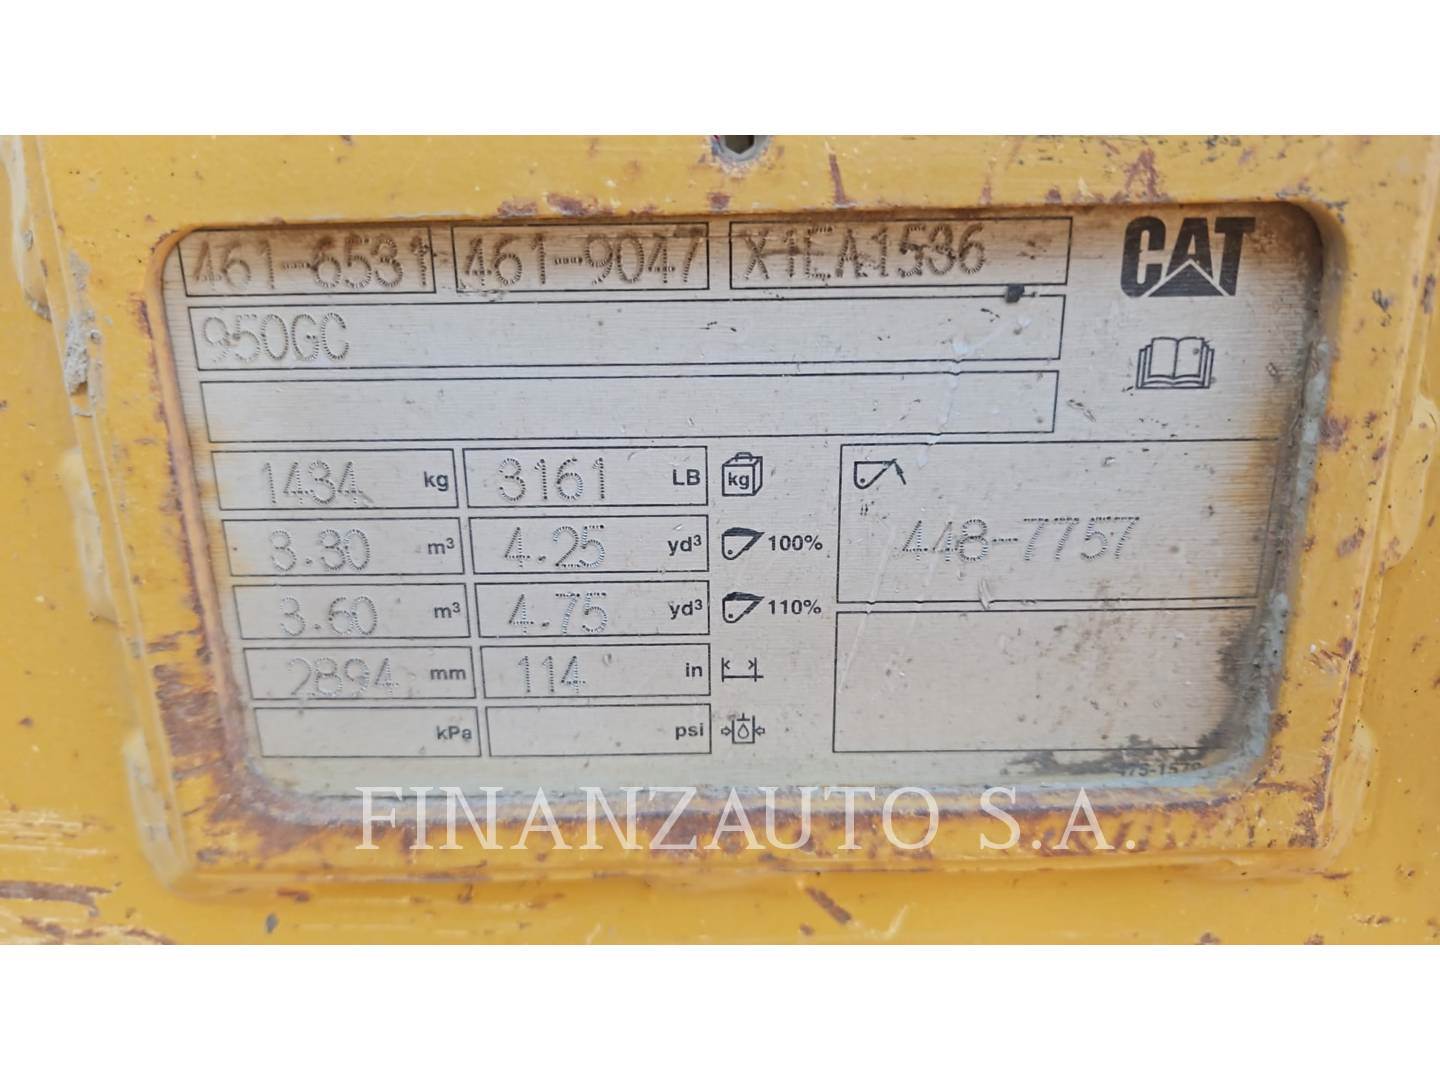 461-6531 461-9047 X1EA1536 CAT
950GC
1434 kg 3161 LB kg
3.30 m³ 4.25 yd³ 100% 448-7757
3.60 m³ 4.75 yd³ 110%
2894 mm 114 in
kPa psi
FINANZAUTO S.A.